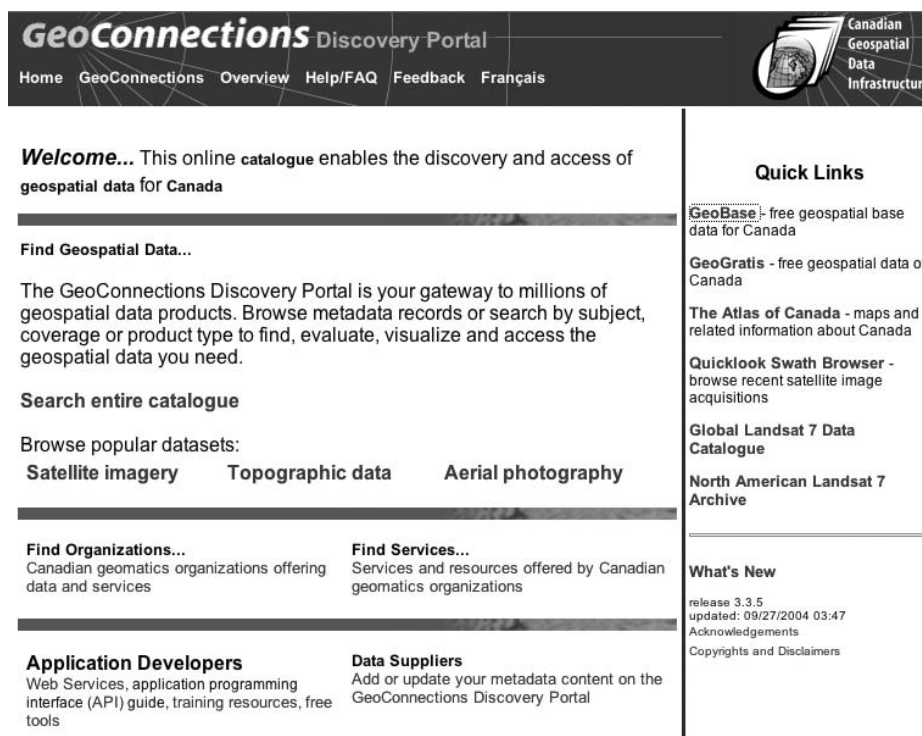 GeoConnections Discovery Portal
Home GeoConnections Overview Help/FAQ Feedback Français
Canadian
Geospatial
Data
Infrastructur
Welcome... This online catalogue enables the discovery and access of
geospatial data for Canada
Find Geospatial Data...
The GeoConnections Discovery Portal is your gateway to millions of
geospatial data products. Browse metadata records or search by subject,
coverage or product type to find, evaluate, visualize and access the
geospatial data you need.
Search entire catalogue
Browse popular datasets:
Satellite imagery Topographic data Aerial photography
Find Organizations...
Canadian geomatics organizations offering
data and services
Find Services...
Services and resources offered by Canadian
geomatics organizations
Application Developers
Web Services, application programming
interface (API) guide, training resources, free
tools
Data Suppliers
Add or update your metadata content on the
GeoConnections Discovery Portal
Quick Links
GeoBase - free geospatial base
data for Canada
GeoGratis - free geospatial data o
Canada
The Atlas of Canada - maps and
related information about Canada
Quicklook Swath Browser -
browse recent satellite image
acquisitions
Global Landsat 7 Data
Catalogue
North American Landsat 7
Archive
What's New
release 3.3.5
updated: 09/27/2004 03:47
Acknowledgements
Copyrights and Disclaimers